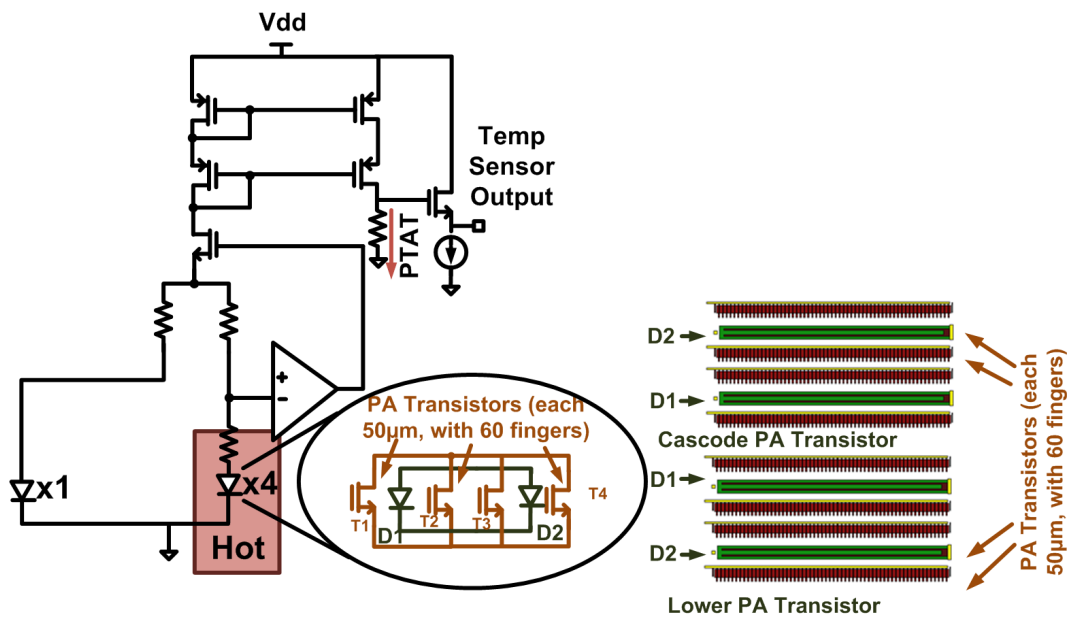 Vdd
Temp
Sensor
Output
PTAT
+
-
x1
x4
Hot
PA Transistors (each
50μm, with 60 fingers)
T1
T2
T3
T4
D1
D2
D2
D1
Cascode PA Transistor
D1
D2
Lower PA Transistor
PA Transistors (each
50μm, with 60 fingers)